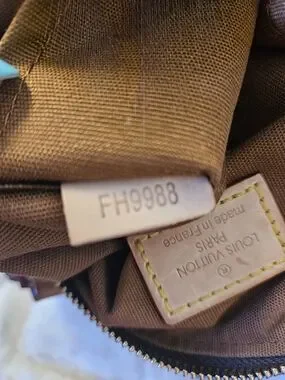 FH9988
LOUIS VUITTON
®
PARIS
made in France